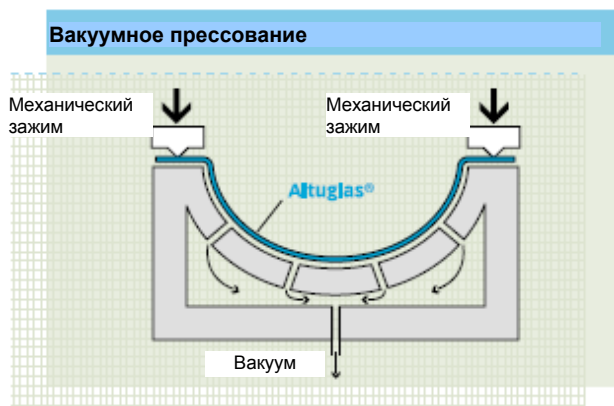 Вакуумное прессование
Механический
зажим
Механический
зажим
Altuglas®
Вакуум